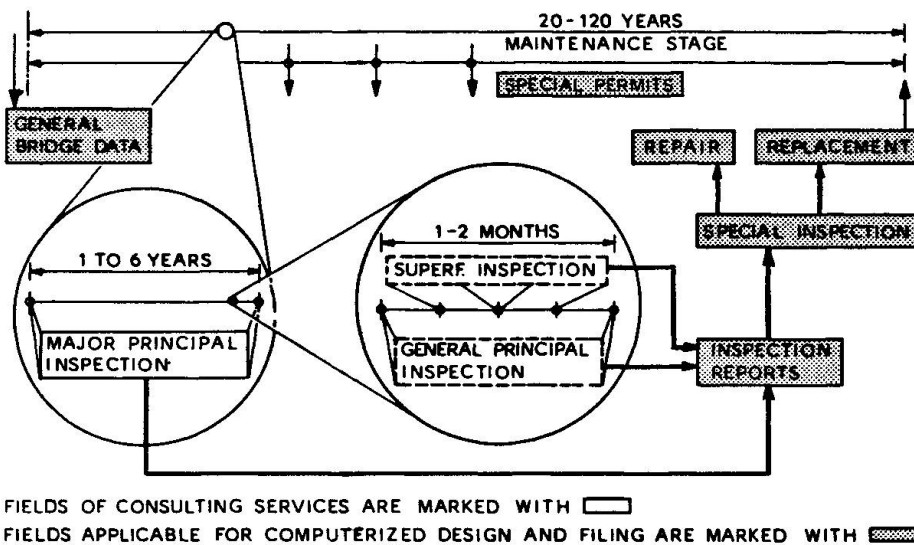 20-120 YEARS
MAINTENANCE STAGE
SPECIAL PERMITS
GENERAL
BRIDGE DATA
REPAIR
REPLACEMENT
SPECIAL INSPECTION
1 TO 6 YEARS
MAJOR PRINCIPAL
INSPECTION
1-2 MONTHS
SUPERF. INSPECTION
GENERAL PRINCIPAL
INSPECTION
INSPECTION
REPORTS
FIELDS OF CONSULTING SERVICES ARE MARKED WITH
FIELDS APPLICABLE FOR COMPUTERIZED DESIGN AND FILING ARE MARKED WITH